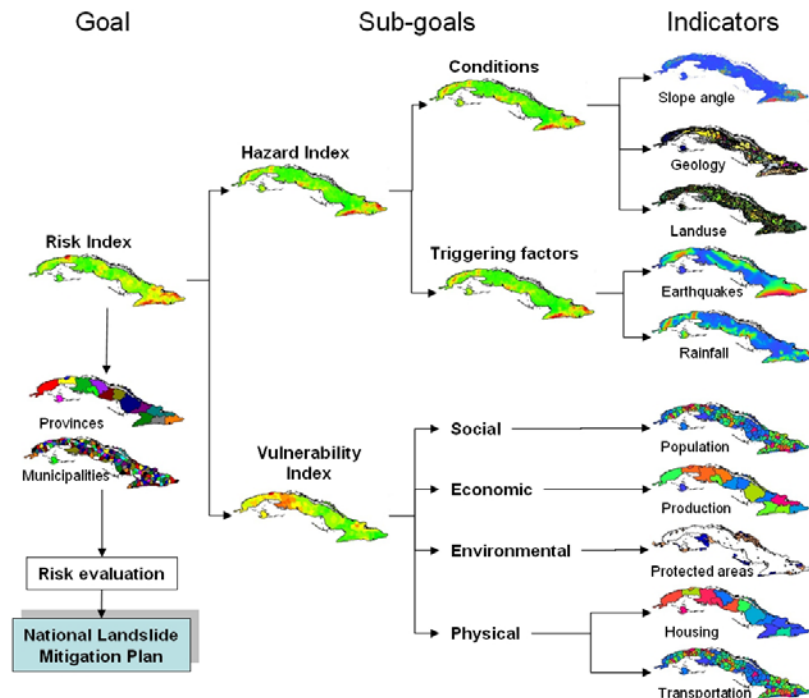 Goal
Sub-goals
Indicators
Conditions
Slope angle
Hazard Index
Geology
Landuse
Risk Index
Triggering factors
Earthquakes
Rainfall
Provinces
Municipalities
Vulnerability
Index
Social
Population
Economic
Production
Environmental
Protected areas
Risk evaluation
Physical
Housing
National Landslide
Mitigation Plan
Transportation